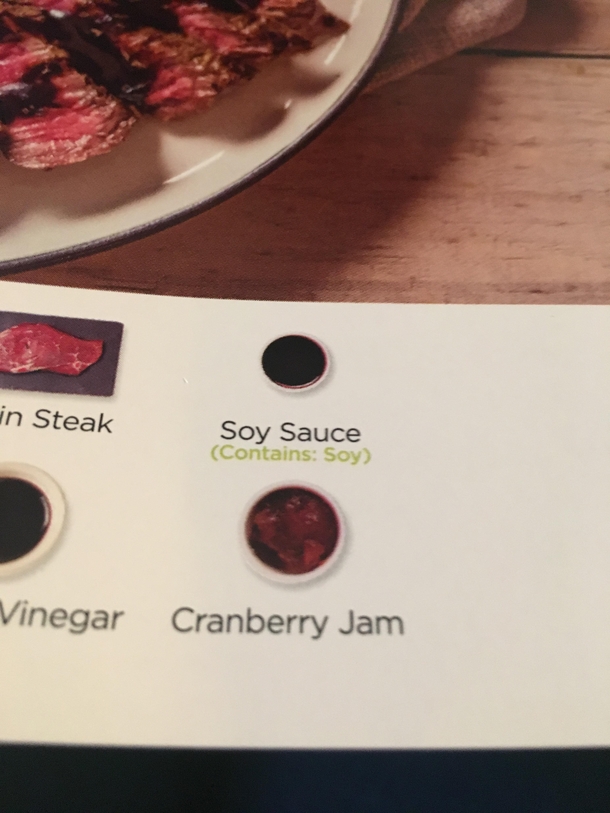 in Steak
Soy Sauce
(Contains: Soy)
Vinegar
Cranberry Jam